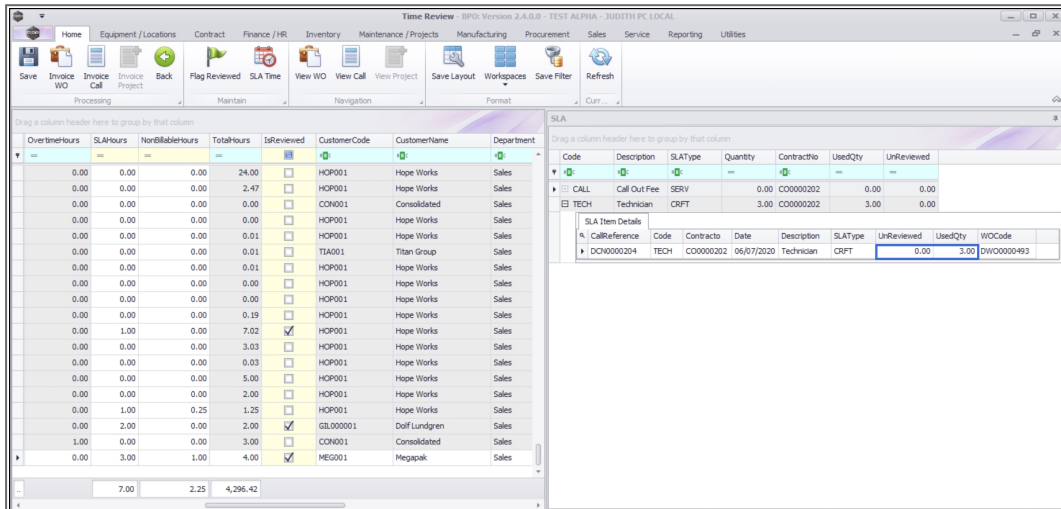 Time Review - BPO: Version 2.4.0.0 - TEST ALPHA - JUDITH PC LOCAL
Home Equipment / Locations Contract Finance / HR Inventory Maintenance / Projects Manufacturing Procurement Sales Service Reporting Utilities
Save Invoice WO Invoice Call Invoice Project Back Flag Reviewed SLA Time View WO View Call View Project Save Layout Workspaces Save Filter Refresh
Processing Maintain Navigation Format Curr...
Drag a column header here to group by that column
OvertimeHours SLAHours NonBillableHours TotalHours IsReviewed CustomerCode CustomerName Department
= = = =
0.00 0.00 0.00 24.00 HOP001 Hope Works Sales
0.00 0.00 0.00 2.47 HOP001 Hope Works Sales
0.00 0.00 0.00 0.00 CON001 Consolidated Sales
0.00 0.00 0.00 0.00 HOP001 Hope Works Sales
0.00 0.00 0.00 0.01 HOP001 Hope Works Sales
0.00 0.00 0.00 0.01 TIA001 Titan Group Sales
0.00 0.00 0.00 0.01 HOP001 Hope Works Sales
0.00 0.00 0.00 0.00 HOP001 Hope Works Sales
0.00 0.00 0.00 0.19 HOP001 Hope Works Sales
0.00 1.00 0.00 7.02 HOP001 Hope Works Sales
0.00 0.00 0.00 3.03 HOP001 Hope Works Sales
0.00 0.00 0.00 0.03 HOP001 Hope Works Sales
0.00 0.00 0.00 5.00 HOP001 Hope Works Sales
0.00 0.00 0.00 2.00 HOP001 Hope Works Sales
0.00 1.00 0.25 1.25 HOP001 Hope Works Sales
0.00 2.00 0.00 2.00 GIL000001 Dolf Lundgren Sales
1.00 0.00 0.00 3.00 CON001 Consolidated Sales
0.00 3.00 1.00 4.00 MEG001 Megapak Sales
7.00 2.25 4,296.42
SLA
Drag a column header here to group by that column
Code Description SLAType Quantity ContractNo UsedQty UnReviewed
= = =
CALL Call Out Fee SERV 0.00 CO0000202 0.00 0.00
TECH Technician CRFT 3.00 CO0000202 3.00 0.00
SLA Item Details
CallReference Code Contracto Date Description SLAType UnReviewed UsedQty WOCode
DCN0000204 TECH CO0000202 06/07/2020 Technician CRFT 0.00 3.00 DWO0000493